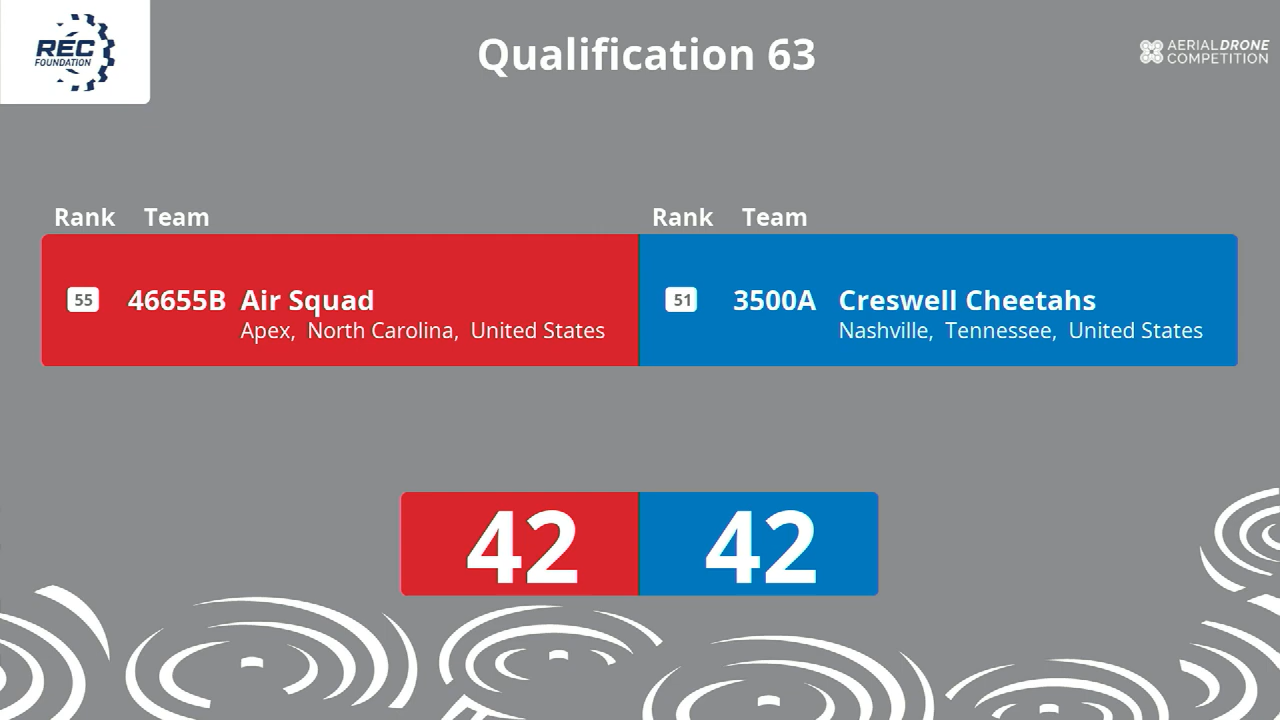 REC
FOUNDATION
Qualification 63
AERIALDRONE
COMPETITION
Rank Team
Rank Team
55 46655B Air Squad
Apex, North Carolina, United States
51 3500A Creswell Cheetahs
Nashville, Tennessee, United States
42 42